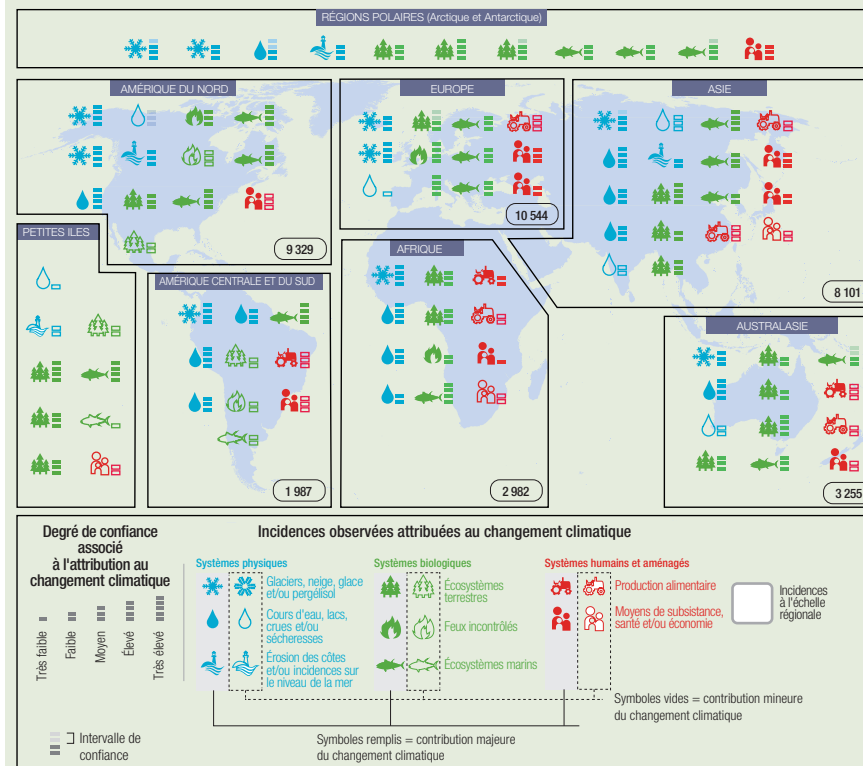 RÉGIONS POLAIRES (Arctique et Antarctique)
AMÉRIQUE DU NORD
EUROPE
ASIE
9 329
10 544
8 101
PETITES ILES
AMÉRIQUE CENTRALE ET DU SUD
AFRIQUE
AUSTRALASIE
1 987
2 982
3 255
Degré de confiance
associé
à l'attribution au
changement climatique
Très faible
Faible
Moyen
Élevé
Très élevé
Intervalle de
confiance
Incidences observées attribuées au changement climatique
Systèmes physiques
Glaciers, neige, glace
et/ou pergélisol
Cours d'eau, lacs,
crues et/ou
sécheresses
Érosion des côtes
et/ou incidences sur
le niveau de la mer
Systèmes biologiques
Écosystèmes
terrestres
Feux incontrôlés
Écosystèmes marins
Systèmes humains et aménagés
Production alimentaire
Moyens de subsistance,
santé et/ou économie
Incidences
à l'échelle
régionale
Symboles vides = contribution mineure
du changement climatique
Symboles remplis = contribution majeure
du changement climatique